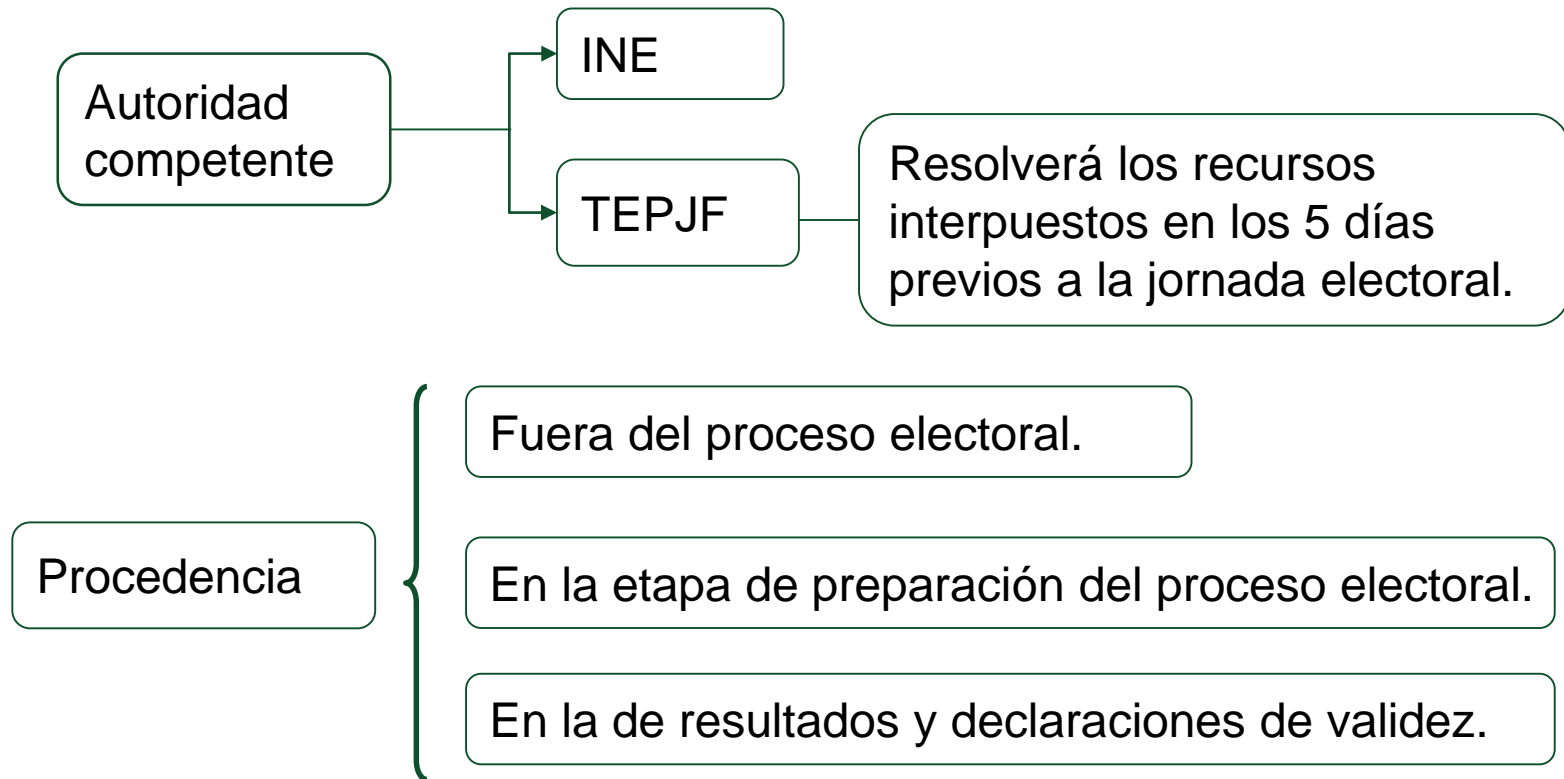 INE
Autoridad
competente
TEPJF
Resolverá los recursos
interpuestos en los 5 días
previos a la jornada electoral.
Fuera del proceso electoral.
Procedencia
En la etapa de preparación del proceso electoral.
En la de resultados y declaraciones de validez.